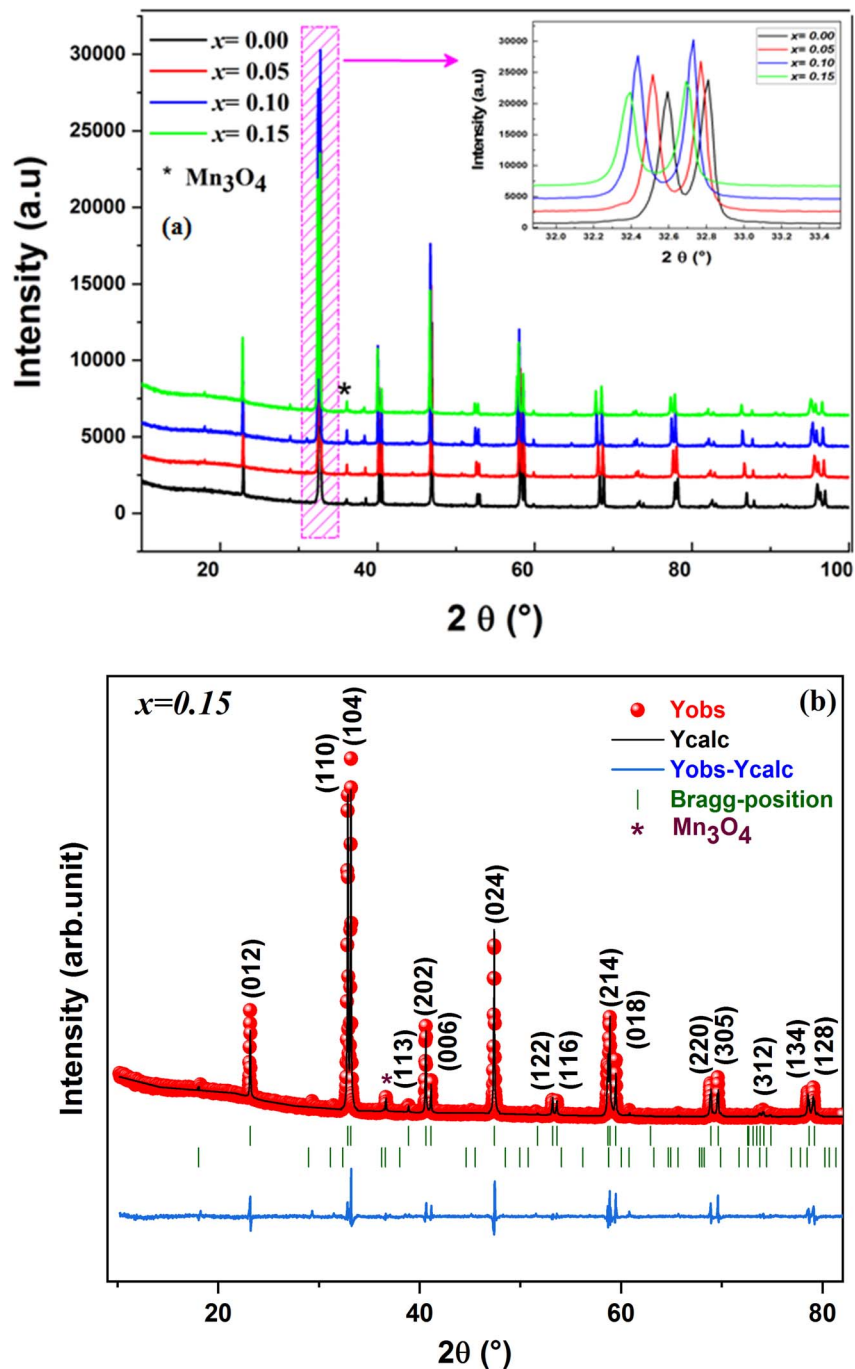 30000
25000
20000
15000
10000
5000
0
Intensity (a.u)
x= 0.00
x= 0.05
x= 0.10
x= 0.15
* Mn₃O₄
(a)
*
20
40
60
80
100
2 θ (°)
30000
25000
20000
15000
10000
5000
0
Intensity (a.u)
x= 0.00
x= 0.05
x= 0.10
x= 0.15
32.0
32.2
32.4
32.6
32.8
33.0
33.2
33.4
2 θ (°)
x=0.15
(b)
Yobs
Ycalc
Yobs-Ycalc
Bragg-position
* Mn₃O₄
Intensity (arb.unit)
(012)
(110)
(104)
*
(113)
(202)
(006)
(024)
(122)
(116)
(214)
(018)
(220)
(305)
(312)
(134)
(128)
20
40
60
80
2θ (°)